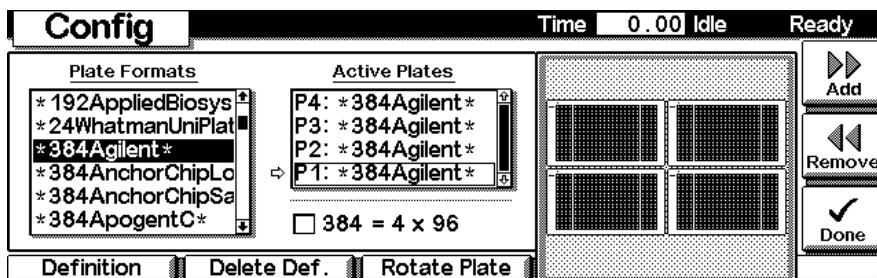 Config
Time 0.00 Idle Ready
Plate Formats
*192AppliedBiosys
*24WhatmanUniPlat
*384Agilent*
*384AnchorChipLo
*384AnchorChipSa
*384ApogentC*
Active Plates
P4: *384Agilent*
P3: *384Agilent*
P2: *384Agilent*
P1: *384Agilent*
384 = 4 x 96
Add
Remove
Done
Definition Delete Def. Rotate Plate